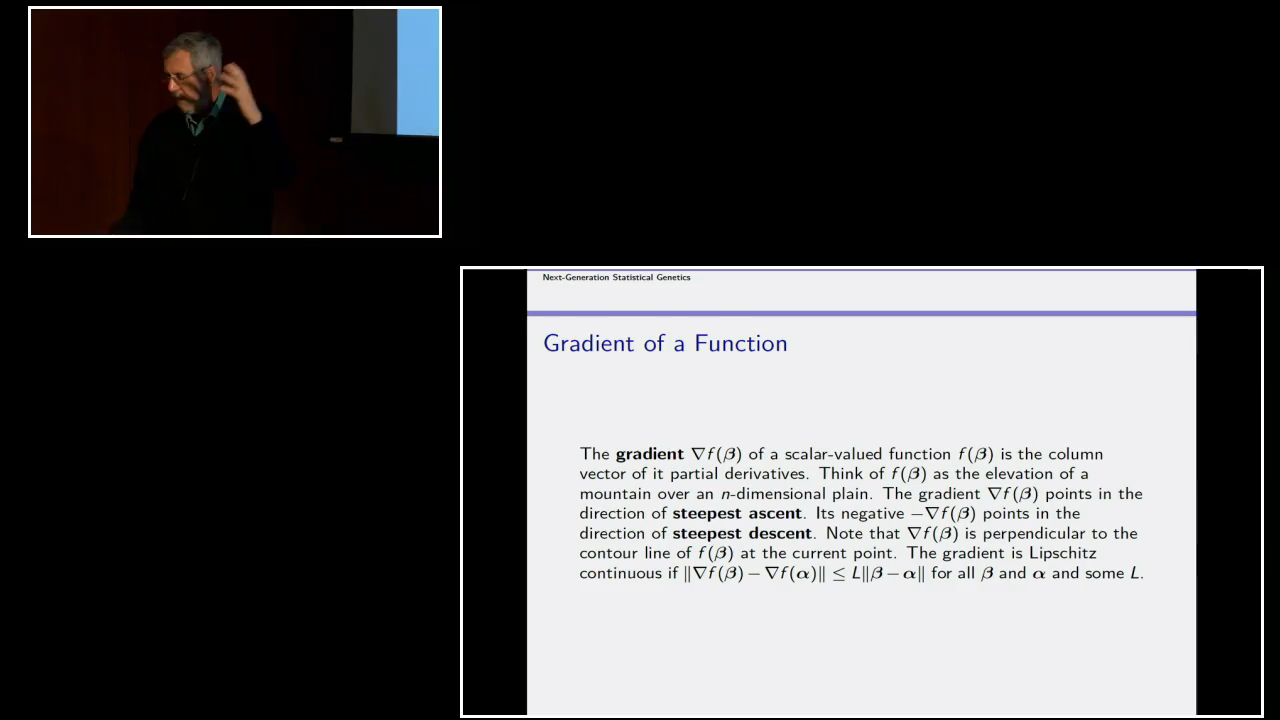 Next-Generation Statistical Genetics
Gradient of a Function
The gradient ∇f(β) of a scalar-valued function f(β) is the column
vector of it partial derivatives. Think of f(β) as the elevation of a
mountain over an n-dimensional plain. The gradient ∇f(β) points in the
direction of steepest ascent. Its negative −∇f(β) points in the
direction of steepest descent. Note that ∇f(β) is perpendicular to the
contour line of f(β) at the current point. The gradient is Lipschitz
continuous if ‖∇f(β) − ∇f(α)‖ ≤ L‖β − α‖ for all β and α and some L.